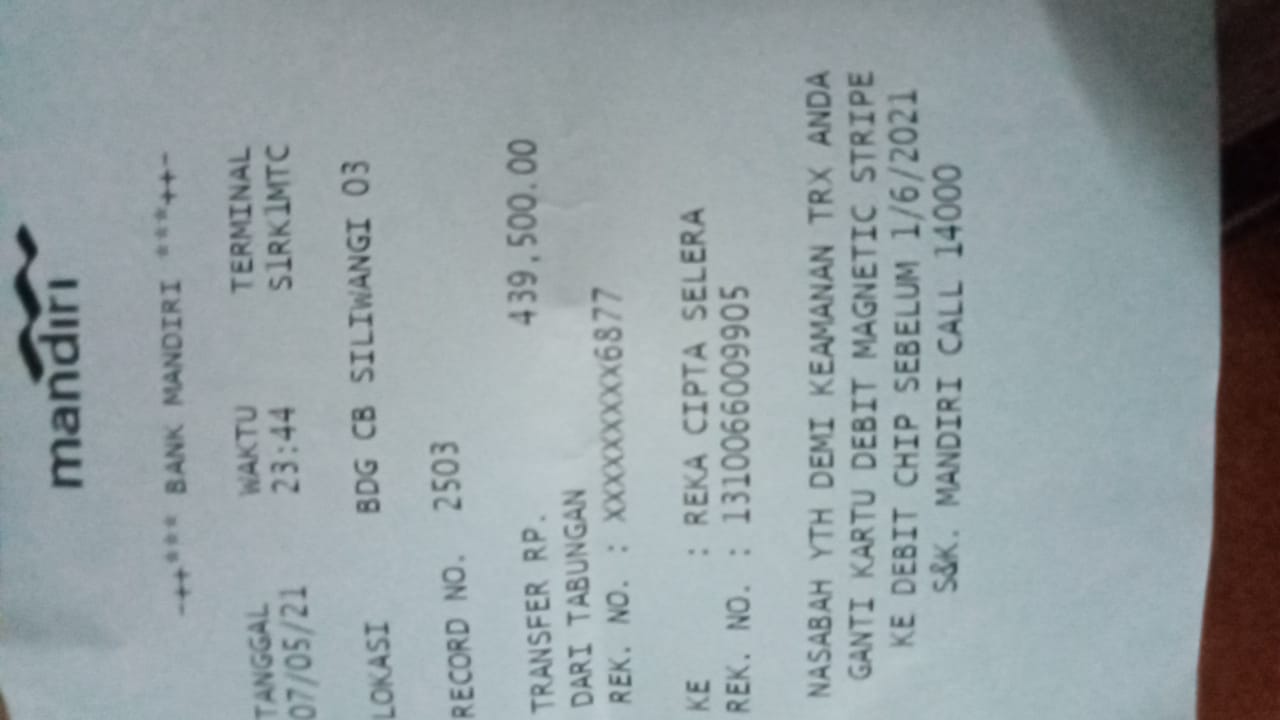 mandiri
-++*** BANK MANDIRI ***++-
TANGGAL WAKTU TERMINAL
07/05/21 23:44 S1RK1MTC
LOKASI BDG CB SILIWANGI 03
RECORD NO. 2503
TRANSFER RP. 439,500.00
DARI TABUNGAN
REK. NO. : XXXXXXXXX6877
KE : REKA CIPTA SELERA
REK. NO. : 1310066009905
NASABAH YTH DEMI KEAMANAN TRX ANDA
GANTI KARTU DEBIT MAGNETIC STRIPE
KE DEBIT CHIP SEBELUM 1/6/2021
S&K. MANDIRI CALL 14000